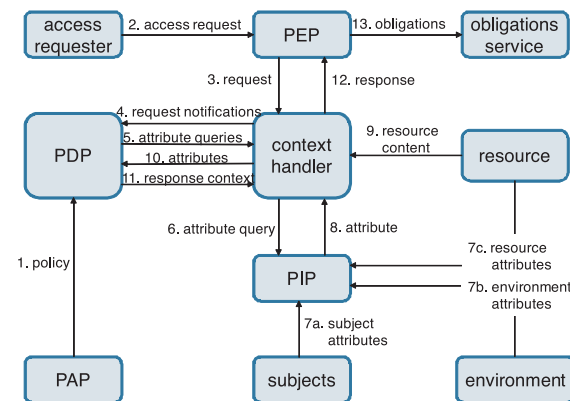 access
requester
2. access request
PEP
13. obligations
obligations
service
3. request
12. response
4. request notifications
5. attribute queries
10. attributes
11. response context
PDP
context
handler
9. resource
content
resource
6. attribute query
8. attribute
1. policy
PIP
7c. resource
attributes
7b. environment
attributes
7a. subject
attributes
PAP
subjects
environment